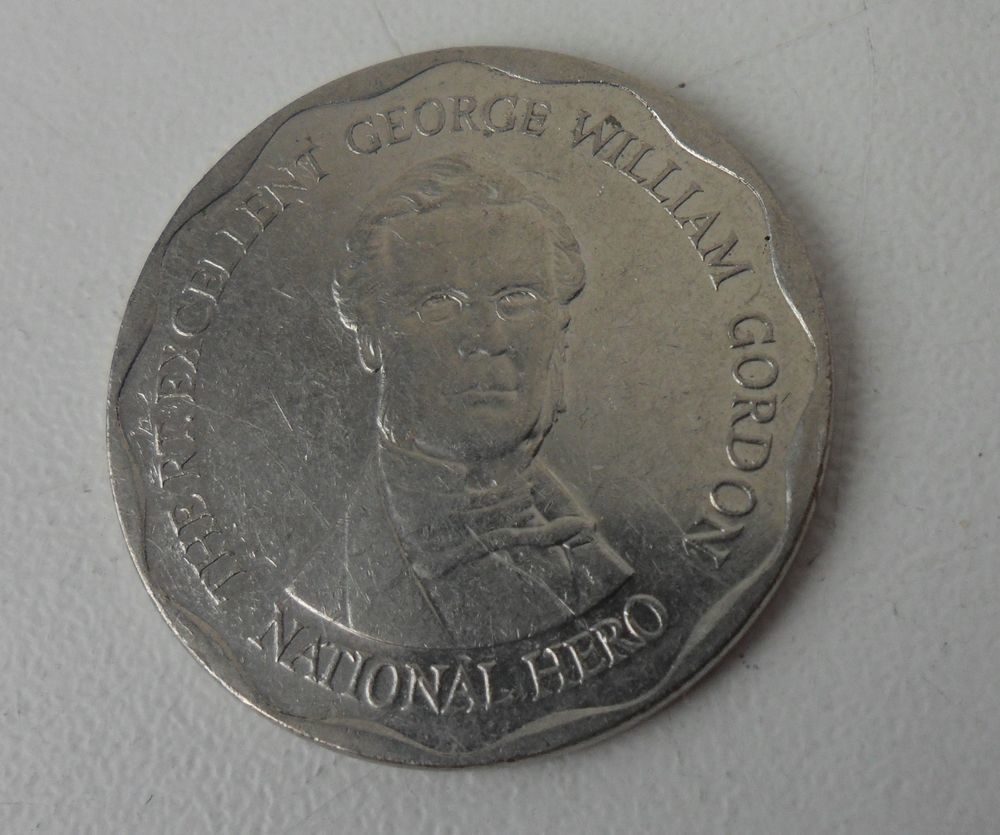 THE RT. EXCELLENT GEORGE WILLIAM GORDON
NATIONAL HERO